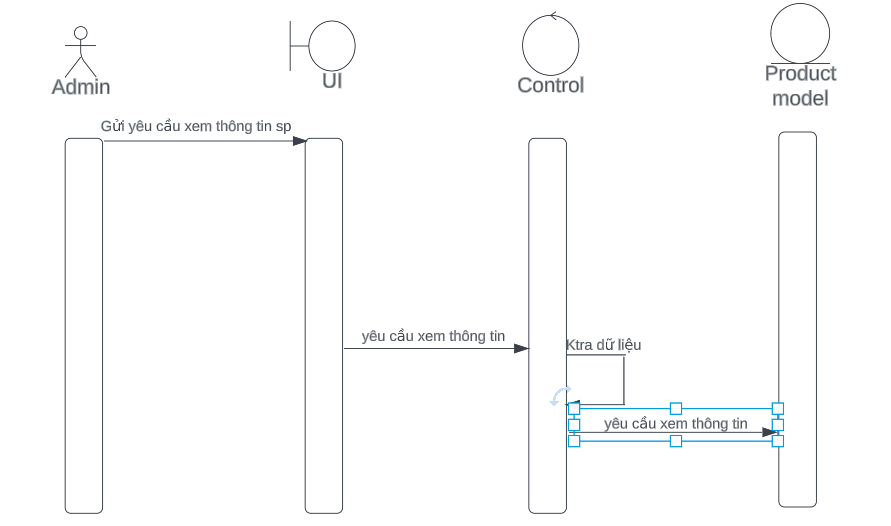 Admin
UI
Control
Product
model
Gửi yêu cầu xem thông tin sp
yêu cầu xem thông tin
Ktra dữ liệu
yêu cầu xem thông tin